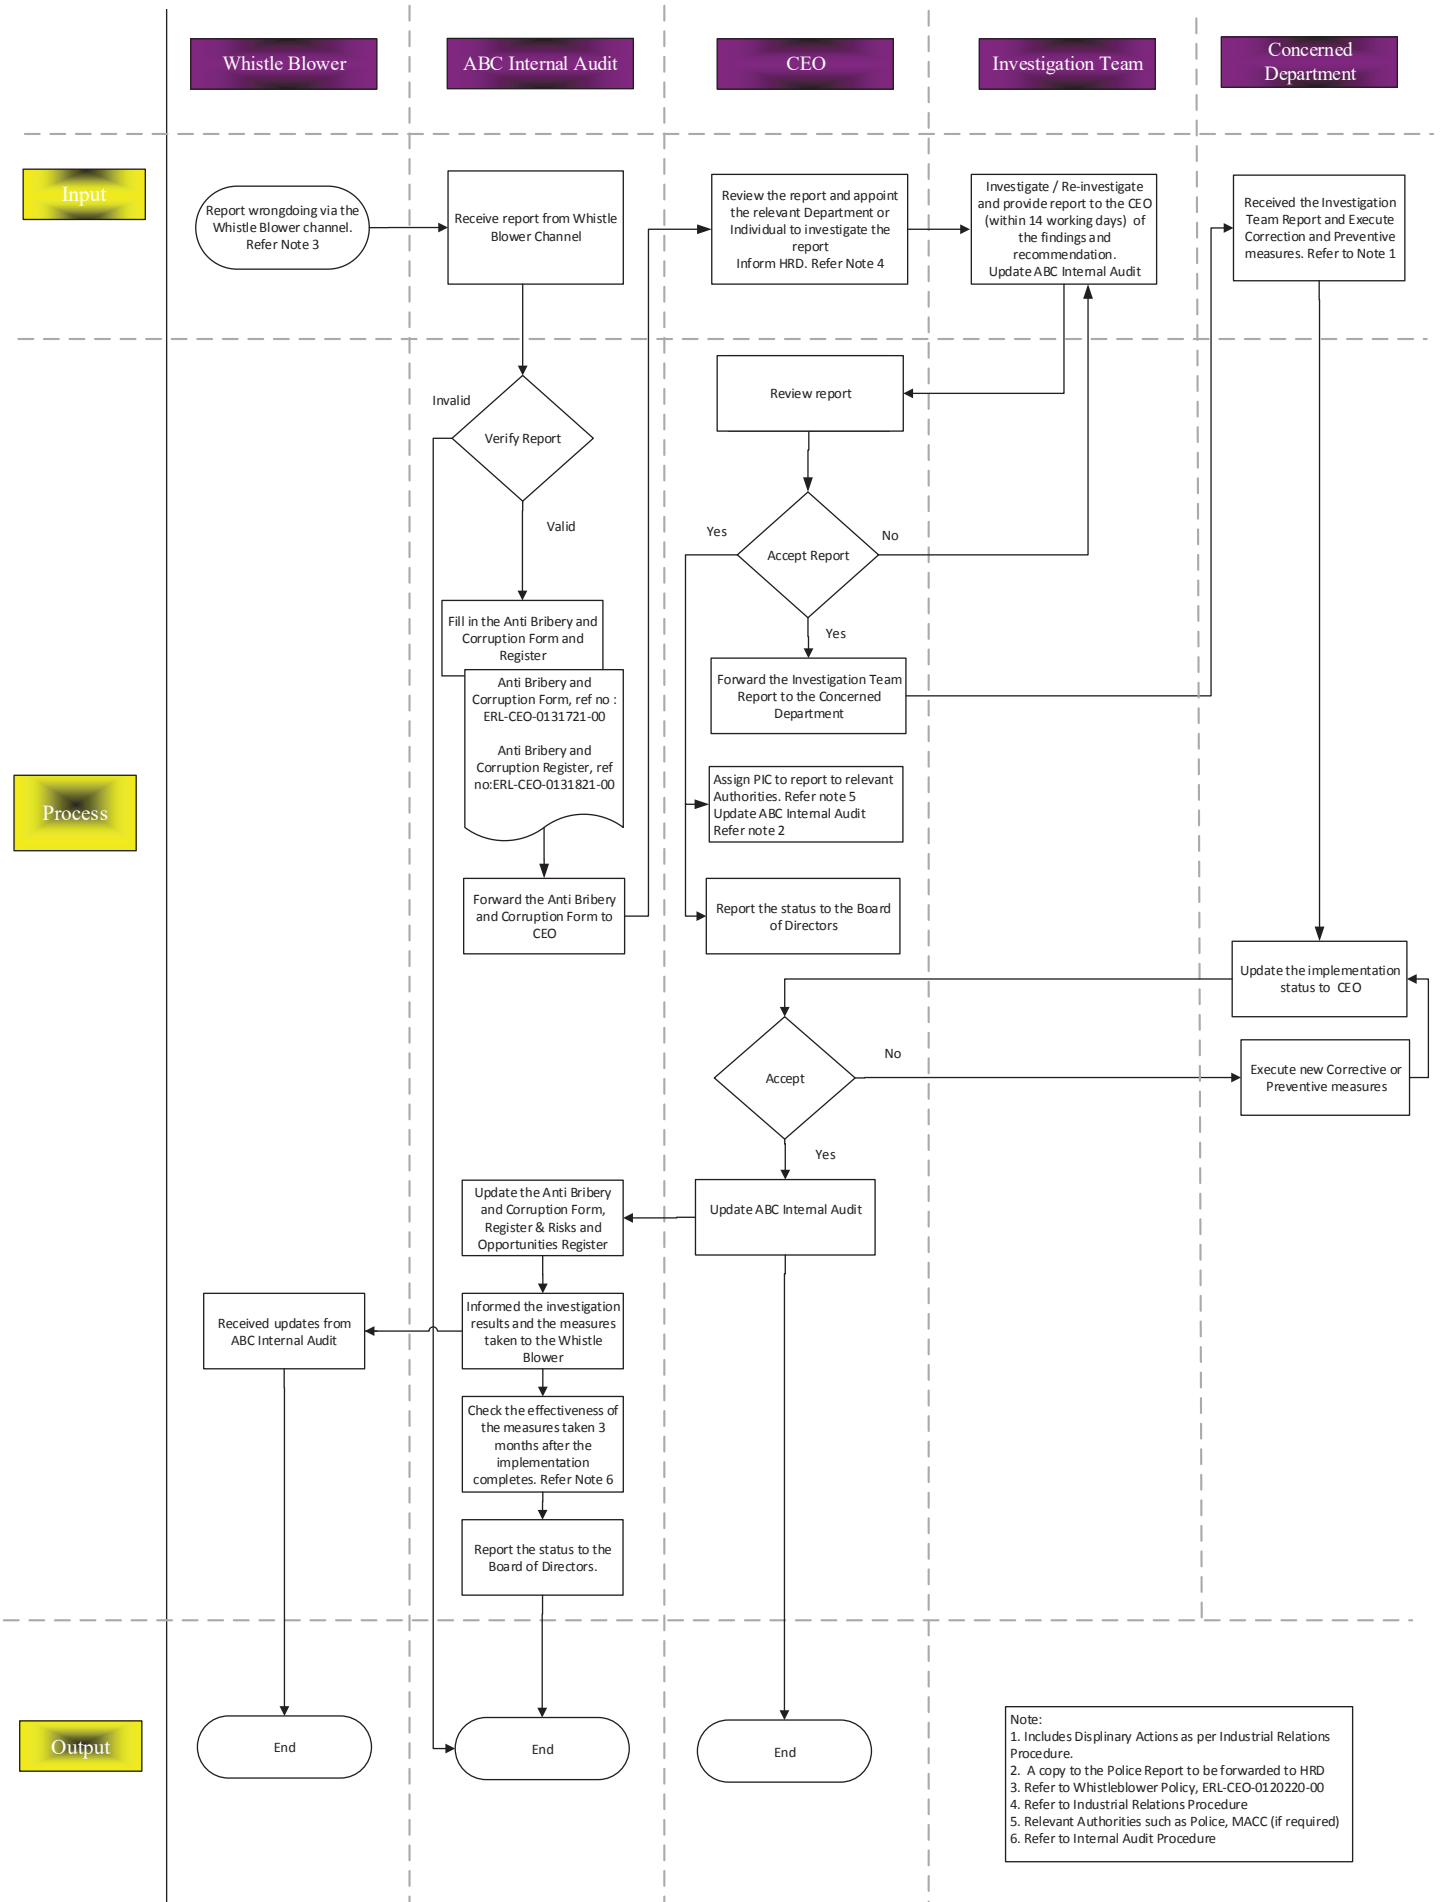 Whistle Blower
ABC Internal Audit
CEO
Investigation Team
Concerned
Department
Input
Report wrongdoing via the
Whistle Blower channel.
Refer Note 3
Receive report from Whistle
Blower Channel
Review the report and appoint
the relevant Department or
Individual to investigate the
report
Inform HRD. Refer Note 4
Investigate / Re-investigate
and provide report to the CEO
(within 14 working days) of
the findings and
recommendation.
Update ABC Internal Audit
Received the Investigation
Team Report and Execute
Correction and Preventive
measures. Refer to Note 1
Process
Invalid
Verify Report
Valid
Review report
Yes
Accept Report
No
Yes
Fill in the Anti Bribery and
Corruption Form and
Register
Anti Bribery and
Corruption Form, ref no :
ERL-CEO-0131721-00
Anti Bribery and
Corruption Register, ref
no:ERL-CEO-0131821-00
Forward the Investigation Team
Report to the Concerned
Department
Assign PIC to report to relevant
Authorities. Refer note 5
Update ABC Internal Audit
Refer note 2
Forward the Anti Bribery
and Corruption Form to
CEO
Report the status to the Board
of Directors
Update the implementation
status to CEO
Accept
No
Execute new Corrective or
Preventive measures
Yes
Update the Anti Bribery
and Corruption Form,
Register & Risks and
Opportunities Register
Update ABC Internal Audit
Received updates from
ABC Internal Audit
Informed the investigation
results and the measures
taken to the Whistle
Blower
Check the effectiveness of
the measures taken 3
months after the
implementation
completes. Refer Note 6
Report the status to the
Board of Directors.
Output
End
End
End
Note:
1. Includes Displinary Actions as per Industrial Relations
Procedure.
2. A copy to the Police Report to be forwarded to HRD
3. Refer to Whistleblower Policy, ERL-CEO-0120220-00
4. Refer to Industrial Relations Procedure
5. Relevant Authorities such as Police, MACC (if required)
6. Refer to Internal Audit Procedure